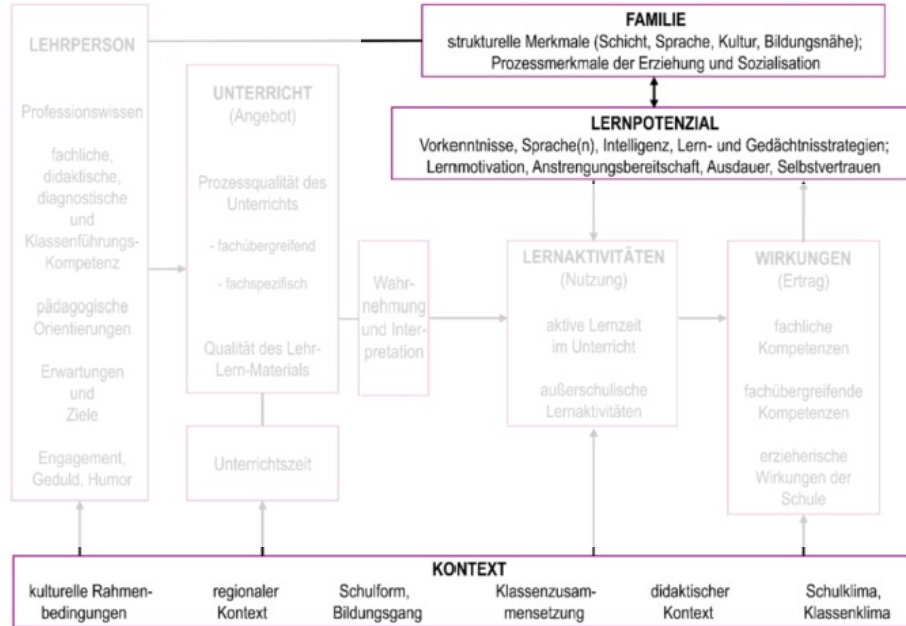 FAMILIE
strukturelle Merkmale (Schicht, Sprache, Kultur, Bildungsnähe);
Prozessmerkmale der Erziehung und Sozialisation
LERNPOTENZIAL
Vorkenntnisse, Sprache(n), Intelligenz, Lern- und Gedächtnisstrategien;
Lernmotivation, Anstrengungsbereitschaft, Ausdauer, Selbstvertrauen
LEHRPERSON
Professionswissen
fachliche,
didaktische,
diagnostische
und
Klassenführungs-
Kompetenz
pädagogische
Orientierungen
Erwartungen
und
Ziele
Engagement,
Geduld, Humor
UNTERRICHT
(Angebot)
Prozessqualität des
Unterrichts
- fachübergreifend
- fachspezifisch
Qualität des Lehr-
Lern-Materials
Unterrichtszeit
Wahr-
nehmung
und Inter-
pretation
LERNAKTIVITÄTEN
(Nutzung)
aktive Lernzeit
im Unterricht
außerschulische
Lernaktivitäten
WIRKUNGEN
(Ertrag)
fachliche
Kompetenzen
fachübergreifende
Kompetenzen
erzieherische
Wirkungen der
Schule
KONTEXT
kulturelle Rahmen-
bedingungen
regionaler
Kontext
Schulform,
Bildungsgang
Klassenzusam-
mensetzung
didaktischer
Kontext
Schulklima,
Klassenklima